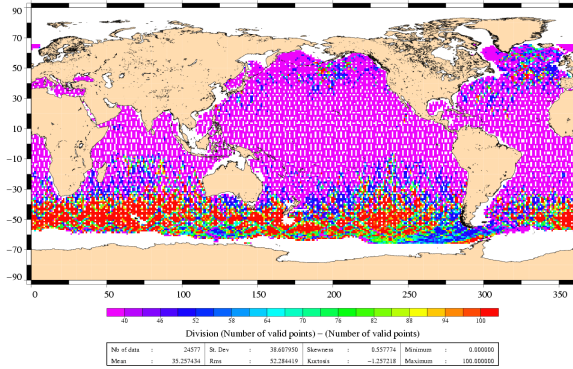 90
70
50
30
10
−10
−30
−50
−70
−90
0 50 100 150 200 250 300 350
40 46 52 58 64 70 76 82 88 94 100
Division (Number of valid points) − (Number of valid points)
Nb of data : 24577 St. Dev : 38.607950 Skewness : 0.557774 Minimum : 0.000000
Mean : 35.257434 Rms : 52.284419 Kurtosis : −1.257218 Maximum : 100.000000